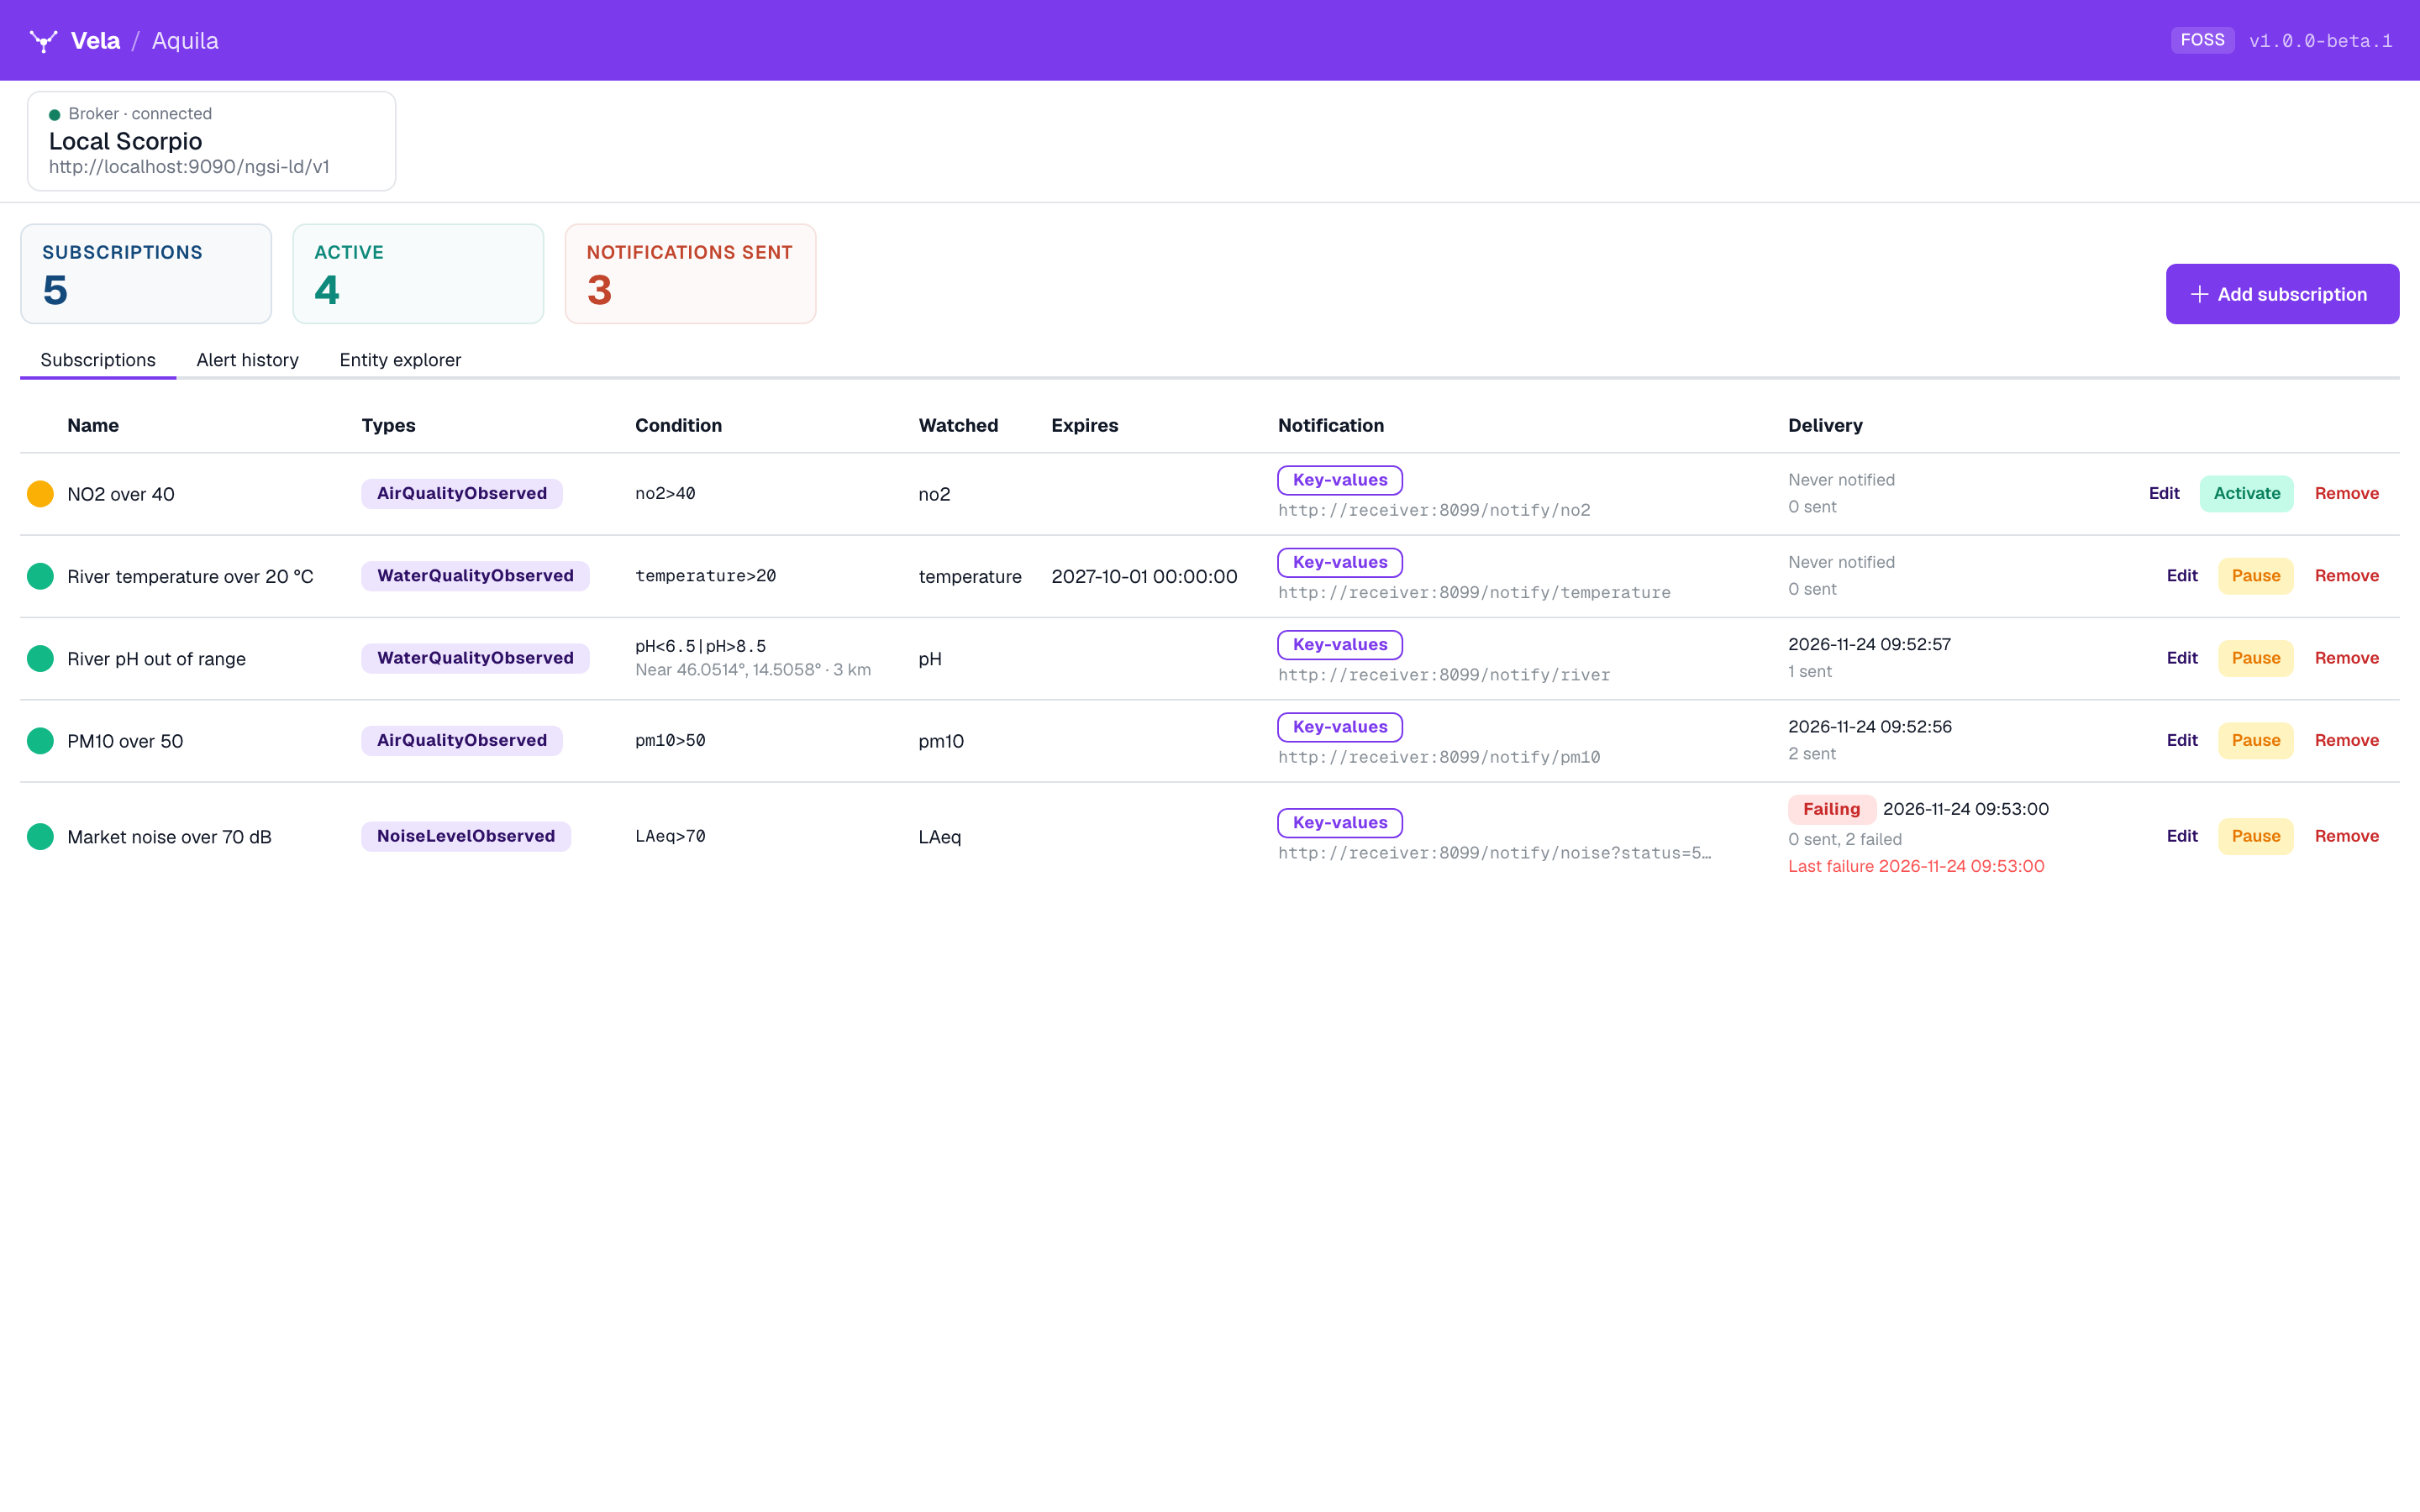 Vela / Aquila
FOSS v1.0.0-beta.1
Broker · connected
Local Scorpio
http://localhost:9090/ngsi-ld/v1
SUBSCRIPTIONS
5
ACTIVE
4
NOTIFICATIONS SENT
3
+ Add subscription
Subscriptions Alert history Entity explorer
Name Types Condition Watched Expires Notification Delivery
NO2 over 40 AirQualityObserved no2>40 no2 Key-values Never notified Edit Activate Remove
http://receiver:8099/notify/no2 0 sent
River temperature over 20 °C WaterQualityObserved temperature>20 temperature 2027-10-01 00:00:00 Key-values Never notified Edit Pause Remove
http://receiver:8099/notify/temperature 0 sent
River pH out of range WaterQualityObserved pH<6.5|pH>8.5 pH Key-values 2026-11-24 09:52:57 Edit Pause Remove
Near 46.0514°, 14.5058° · 3 km http://receiver:8099/notify/river 1 sent
PM10 over 50 AirQualityObserved pm10>50 pm10 Key-values 2026-11-24 09:52:56 Edit Pause Remove
http://receiver:8099/notify/pm10 2 sent
Market noise over 70 dB NoiseLevelObserved LAeq>70 LAeq Key-values Failing 2026-11-24 09:53:00 Edit Pause Remove
http://receiver:8099/notify/noise?status=5… 0 sent, 2 failed
Last failure 2026-11-24 09:53:00